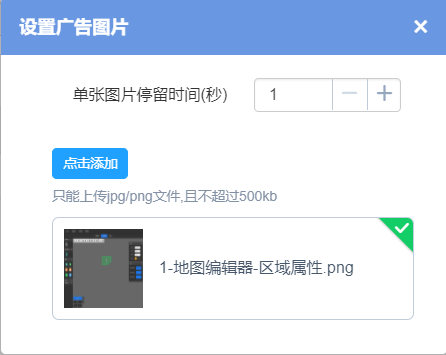 设置广告图片
单张图片停留时间(秒) 1
点击添加
只能上传jpg/png文件,且不超过500kb
1-地图编辑器-区域属性.png